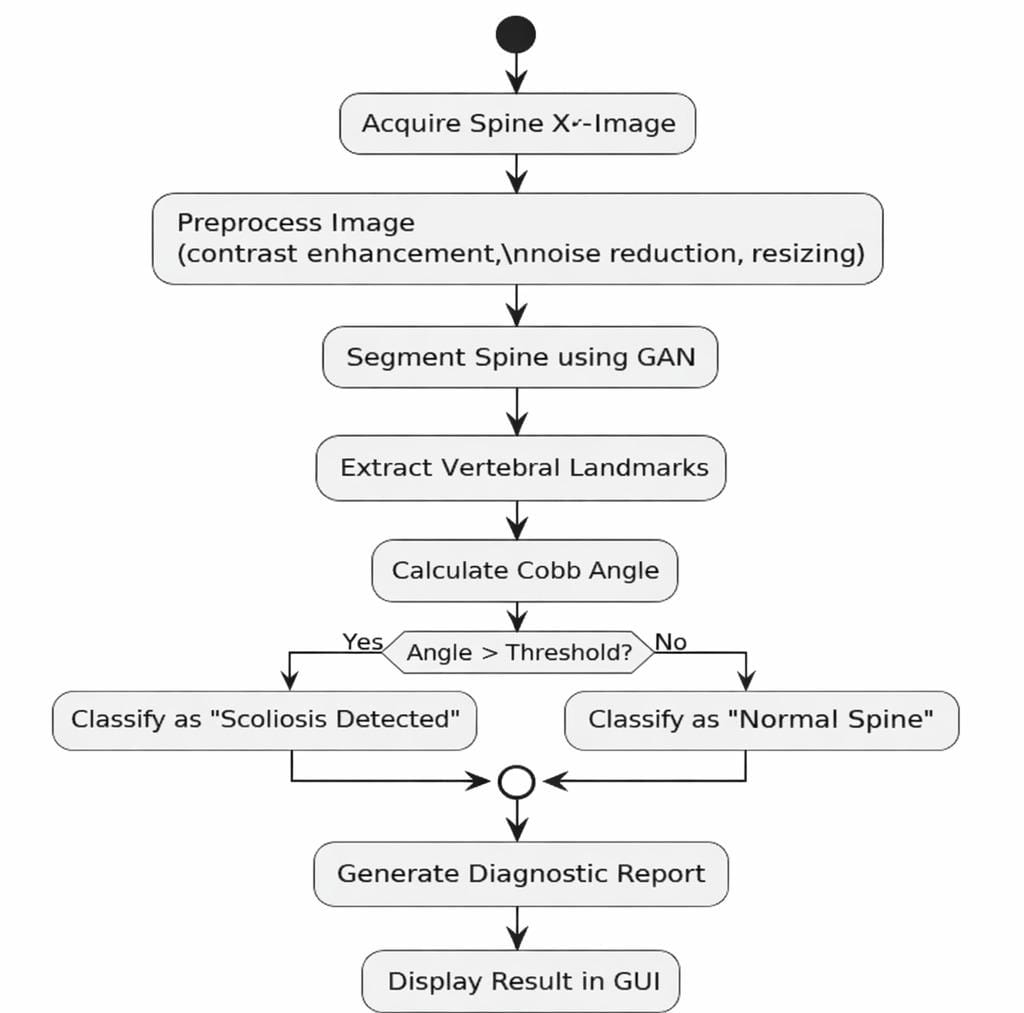 Acquire Spine X-Image
Preprocess Image
(contrast enhancement,\nnoise reduction, resizing)
Segment Spine using GAN
Extract Vertebral Landmarks
Calculate Cobb Angle
Yes
Angle > Threshold?
No
Classify as "Scoliosis Detected"
Classify as "Normal Spine"
Generate Diagnostic Report
Display Result in GUI